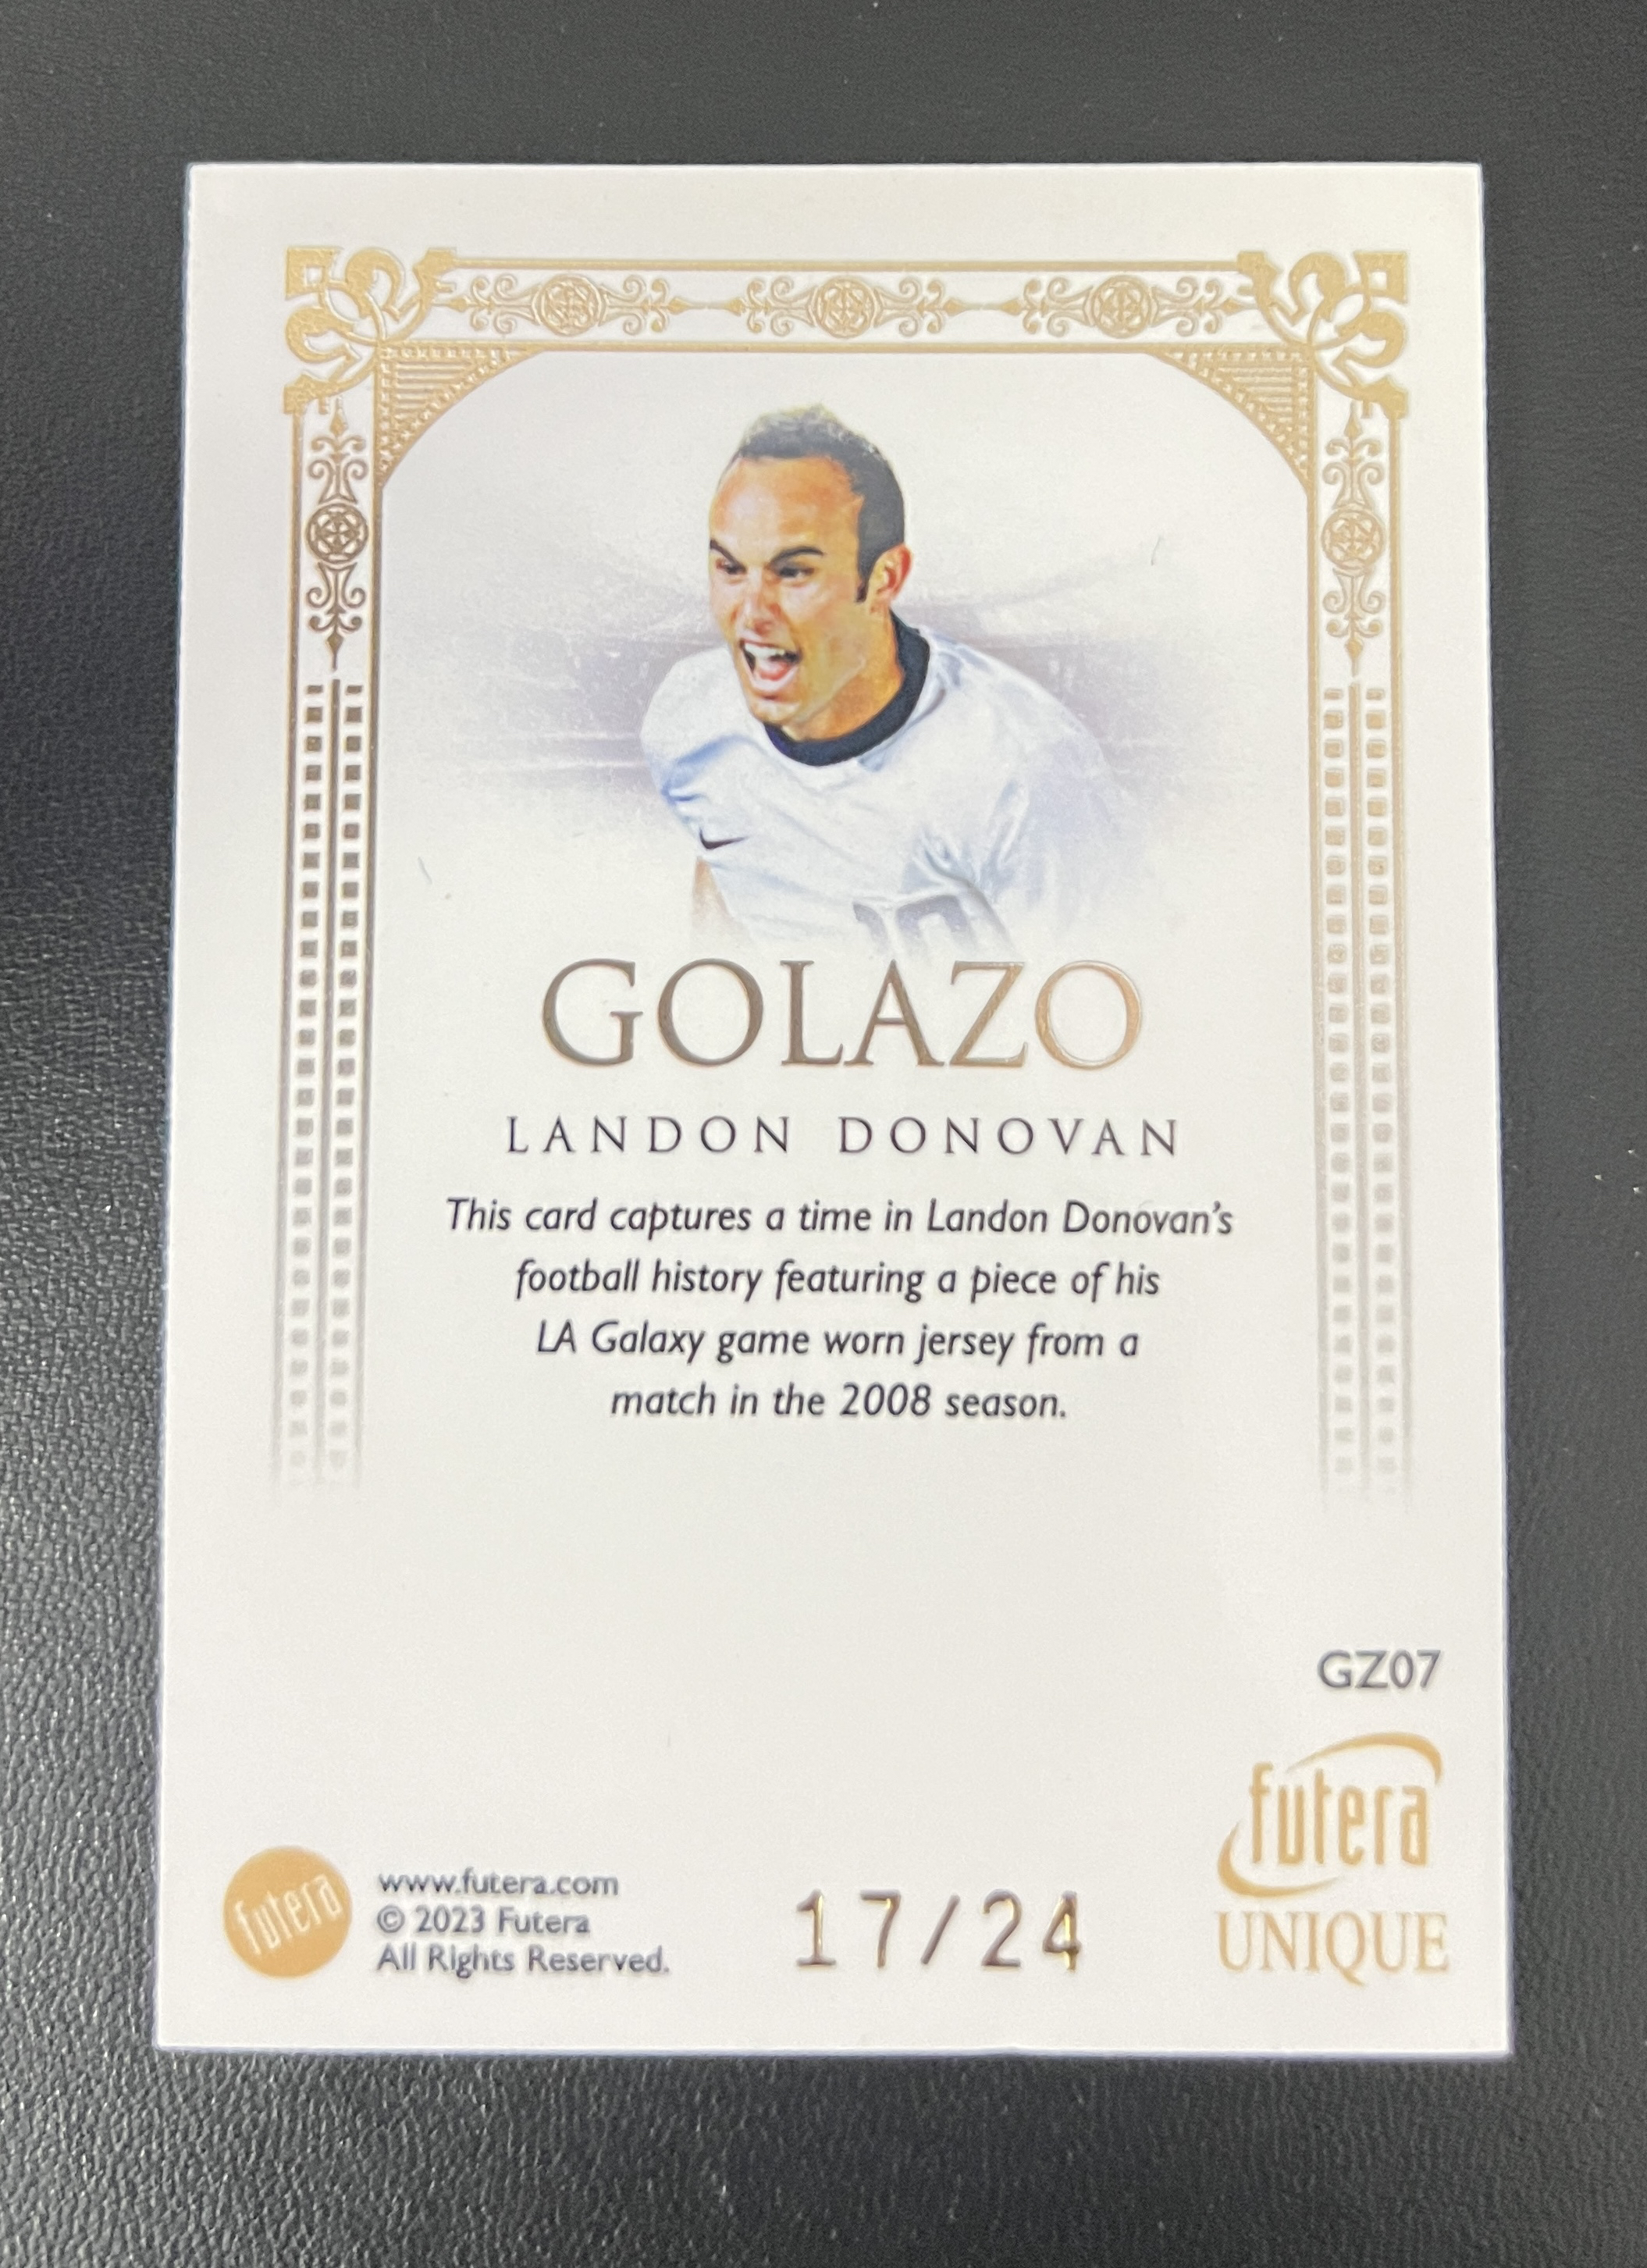 GOLAZO
LANDON DONOVAN
This card captures a time in Landon Donovan's
football history featuring a piece of his
LA Galaxy game worn jersey from a
match in the 2008 season.
GZ07
futera
UNIQUE
futera
www.futera.com
© 2023 Futera
All Rights Reserved.
17/24